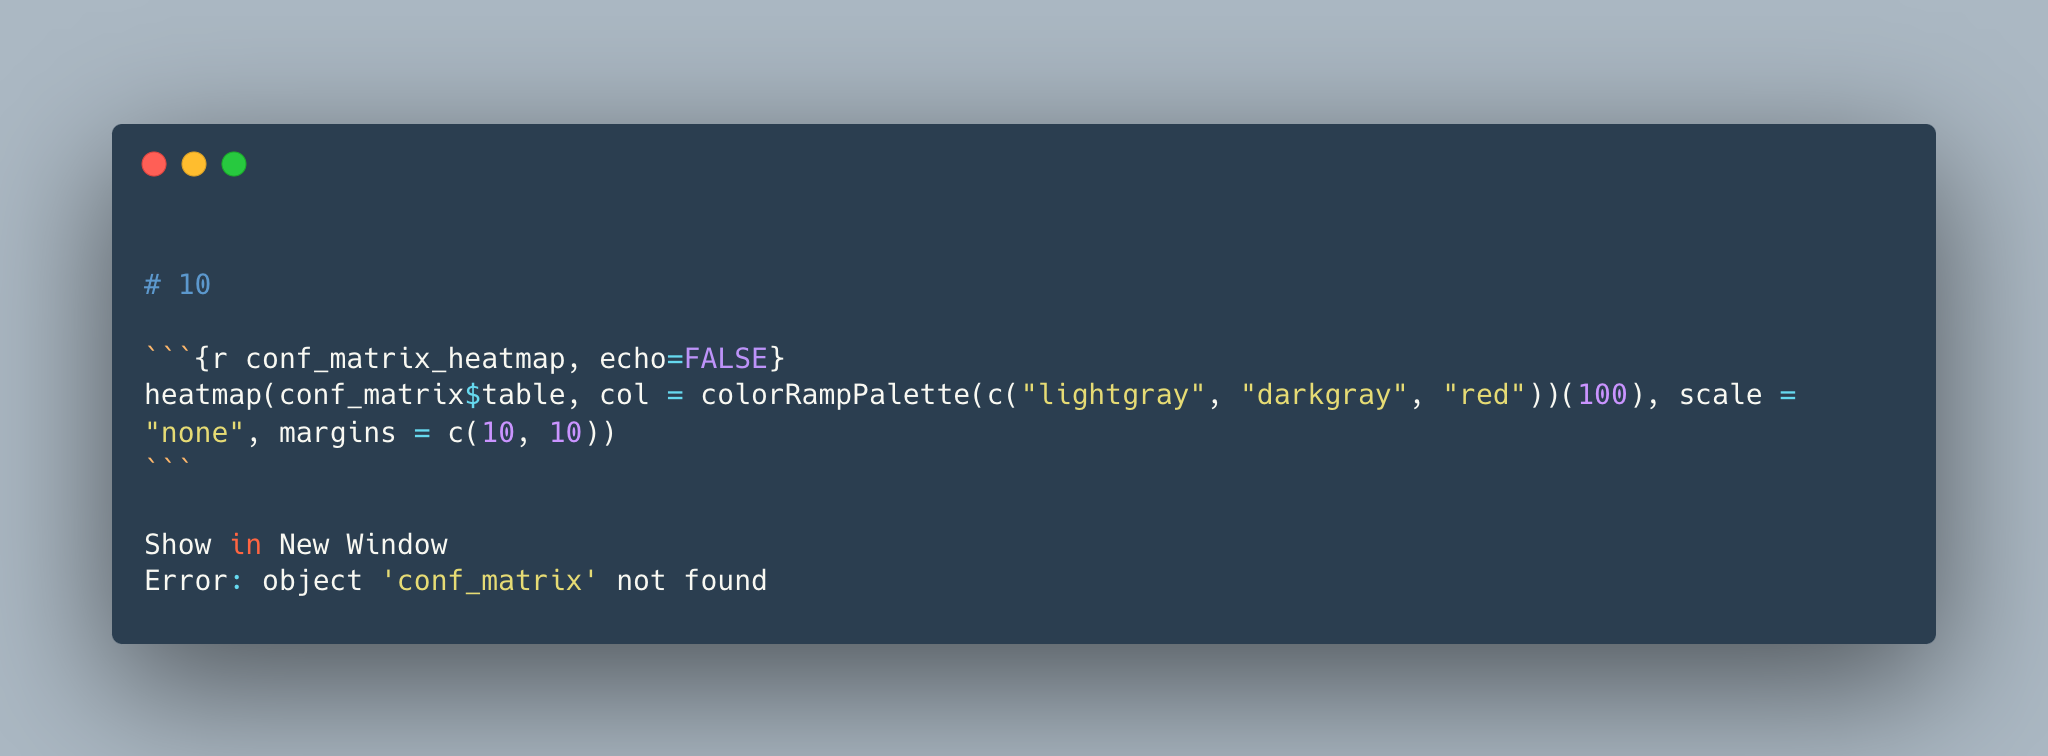 # 10
```{r conf_matrix_heatmap, echo=FALSE}
heatmap(conf_matrix$table, col = colorRampPalette(c("lightgray", "darkgray", "red"))(100), scale =
"none", margins = c(10, 10))
```
Show in New Window
Error: object 'conf_matrix' not found